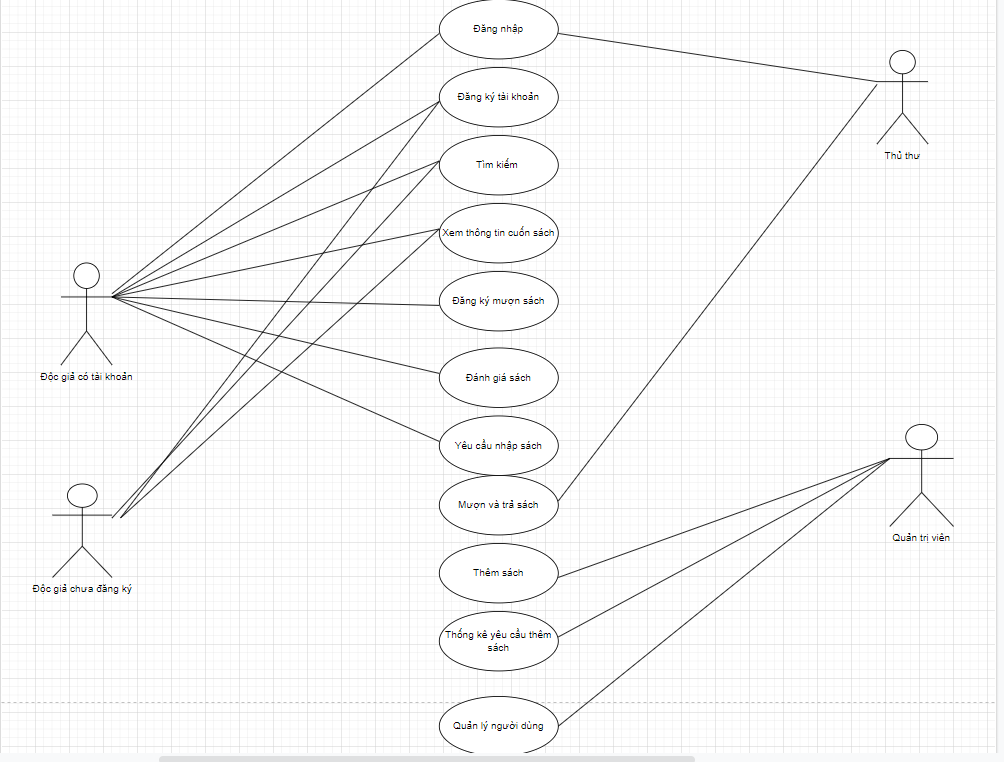 Đăng nhập
Đăng ký tài khoản
Tìm kiếm
Xem thông tin cuốn sách
Đăng ký mượn sách
Đánh giá sách
Yêu cầu nhập sách
Mượn và trả sách
Thêm sách
Thống kê yêu cầu thêm
sách
Quản lý người dùng
Độc giả có tài khoản
Độc giả chưa đăng ký
Thủ thư
Quản trị viên